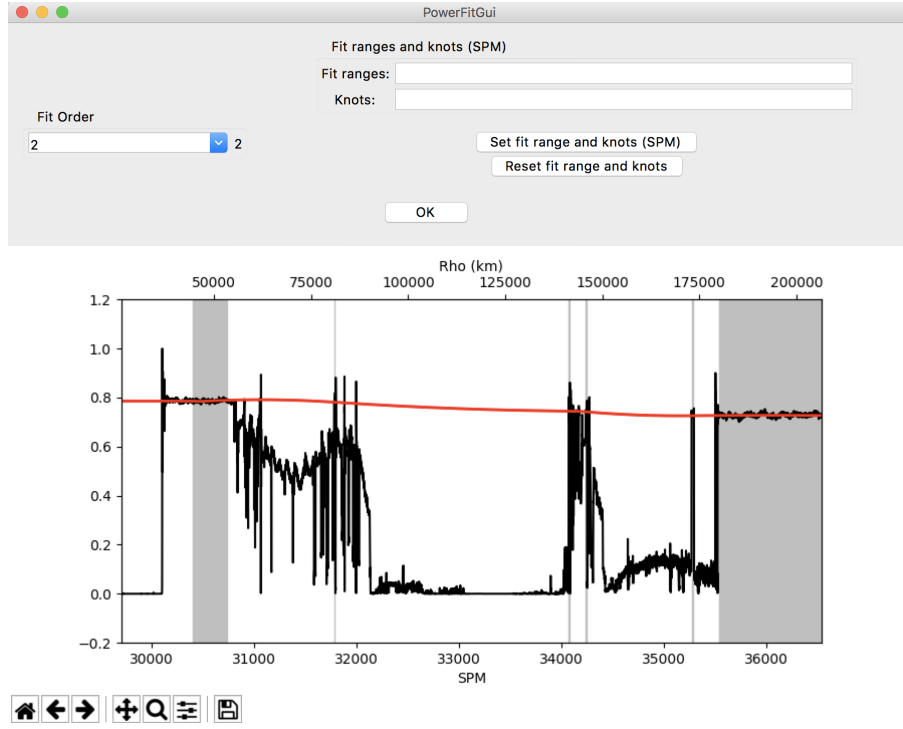 PowerFitGui
Fit ranges and knots (SPM)
Fit ranges:
Knots:
Fit Order
2 2
Set fit range and knots (SPM)
Reset fit range and knots
OK
Rho (km)
50000 75000 100000 125000 150000 175000 200000
1.2
1.0
0.8
0.6
0.4
0.2
0.0
−0.2
30000 31000 32000 33000 34000 35000 36000
SPM